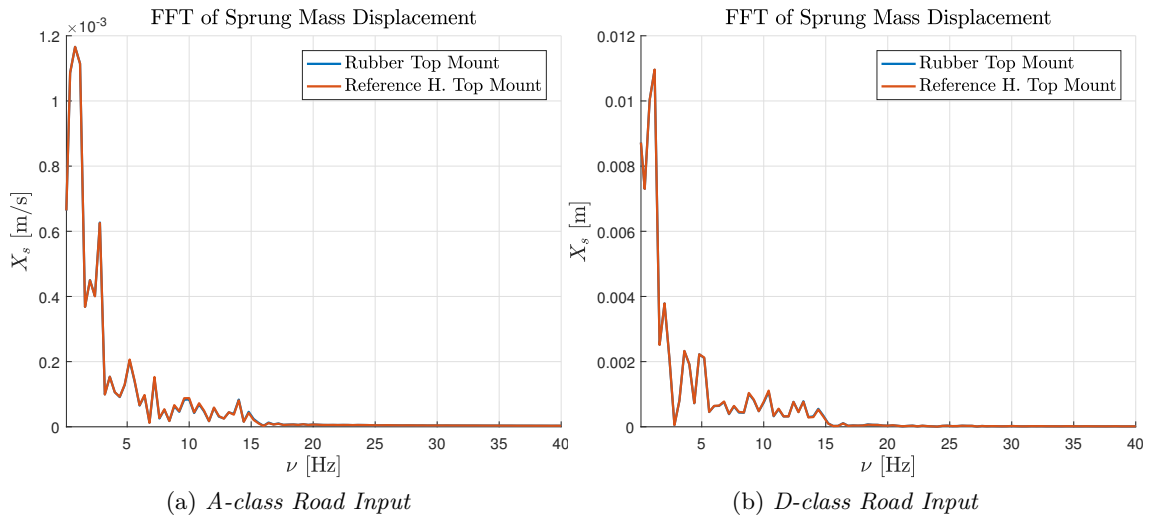 FFT of Sprung Mass Displacement
×10⁻³
1.2
1
0.8
0.6
0.4
0.2
0
5
10
15
20
25
30
35
40
X_s [m/s]
ν [Hz]
Rubber Top Mount
Reference H. Top Mount
(a) A-class Road Input
FFT of Sprung Mass Displacement
0.012
0.01
0.008
0.006
0.004
0.002
0
5
10
15
20
25
30
35
40
X_s [m]
ν [Hz]
Rubber Top Mount
Reference H. Top Mount
(b) D-class Road Input